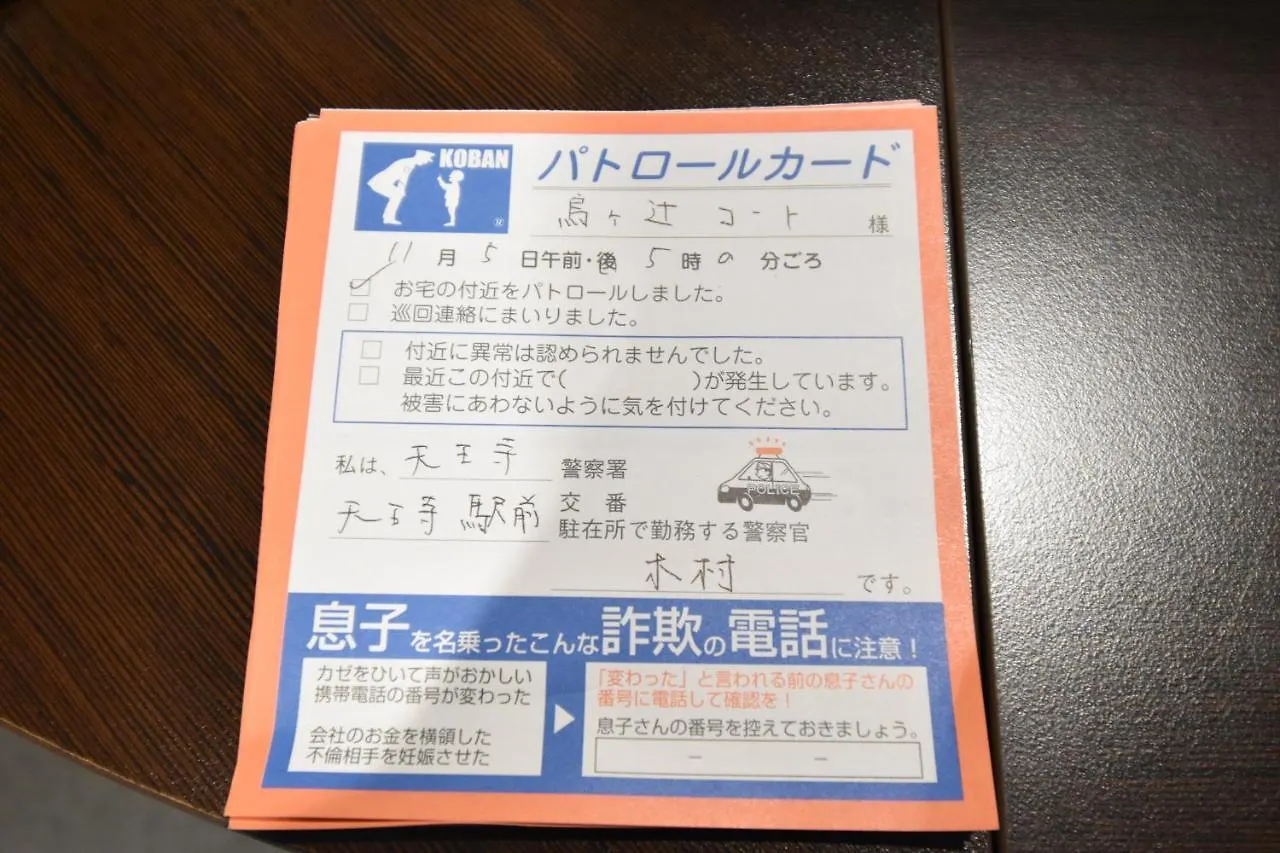 KOBAN
パトロールカード
烏ヶ辻 コート 様
11月5日午前・後5時0分ごろ
お宅の付近をパトロールしました。
巡回連絡にまいりました。
付近に異常は認められませんでした。
最近この付近で( )が発生しています。
被害にあわないように気を付けてください。
私は、天王寺 警察署
天王寺駅前 交番
駐在所で勤務する警察官
木村 です。
POLICE
息子を名乗ったこんな詐欺の電話に注意!
カゼをひいて声がおかしい
携帯電話の番号が変わった
会社のお金を横領した
不倫相手を妊娠させた
「変わった」と言われる前の息子さんの
番号に電話して確認を!
息子さんの番号を控えておきましょう。
− −